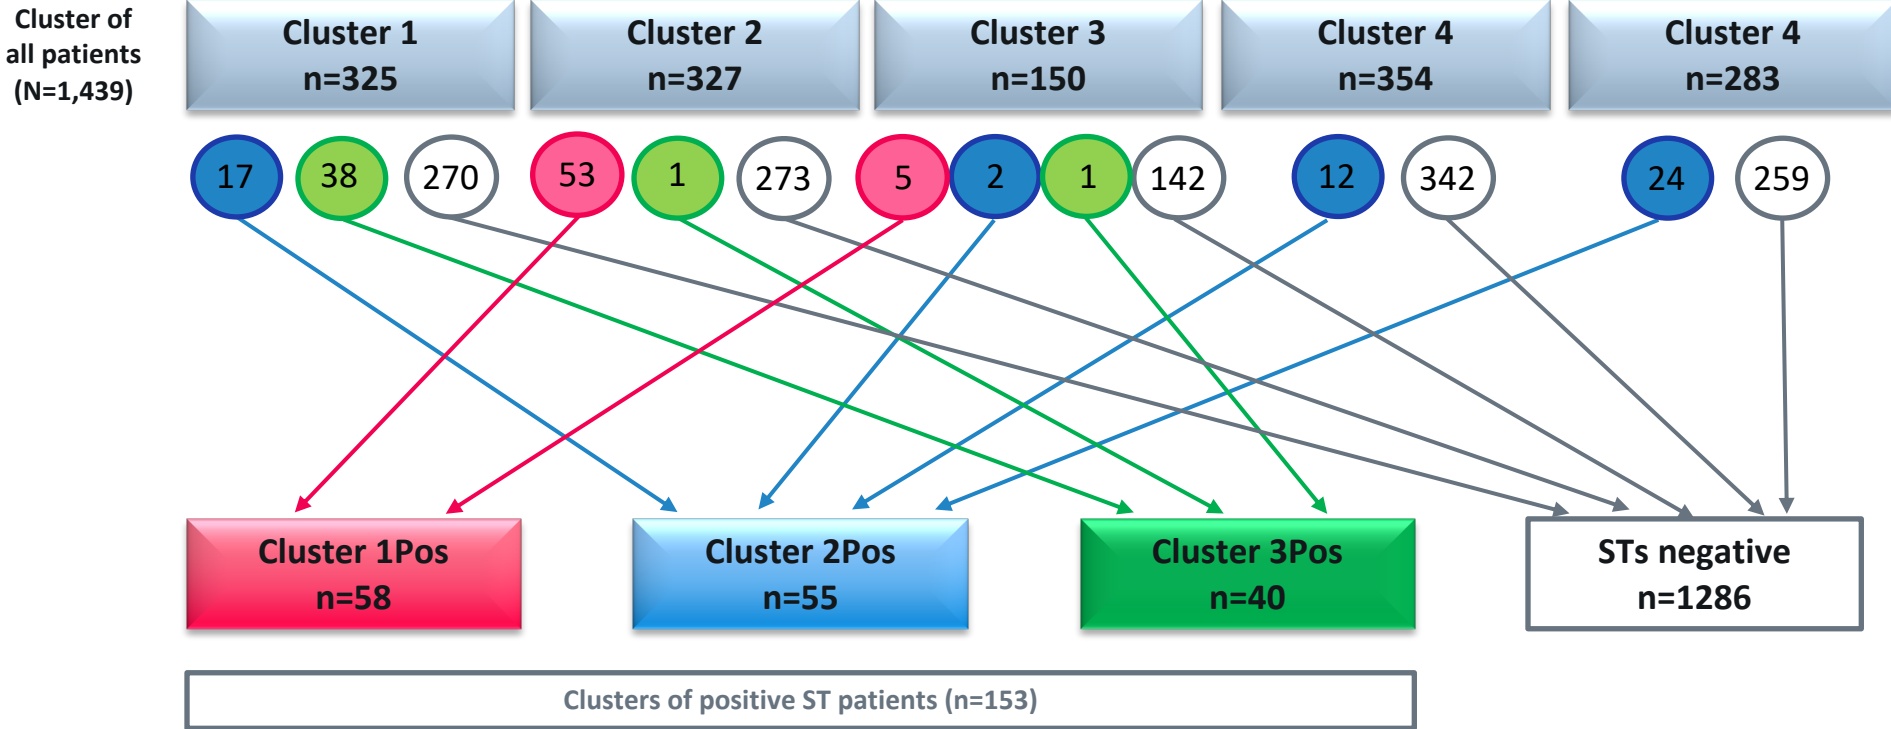 Cluster of
all patients
(N=1,439)
Cluster 1
n=325
Cluster 2
n=327
Cluster 3
n=150
Cluster 4
n=354
Cluster 4
n=283
17 38 270 53 1 273 5 2 1 142 12 342 24 259
Cluster 1Pos
n=58
Cluster 2Pos
n=55
Cluster 3Pos
n=40
STs negative
n=1286
Clusters of positive ST patients (n=153)